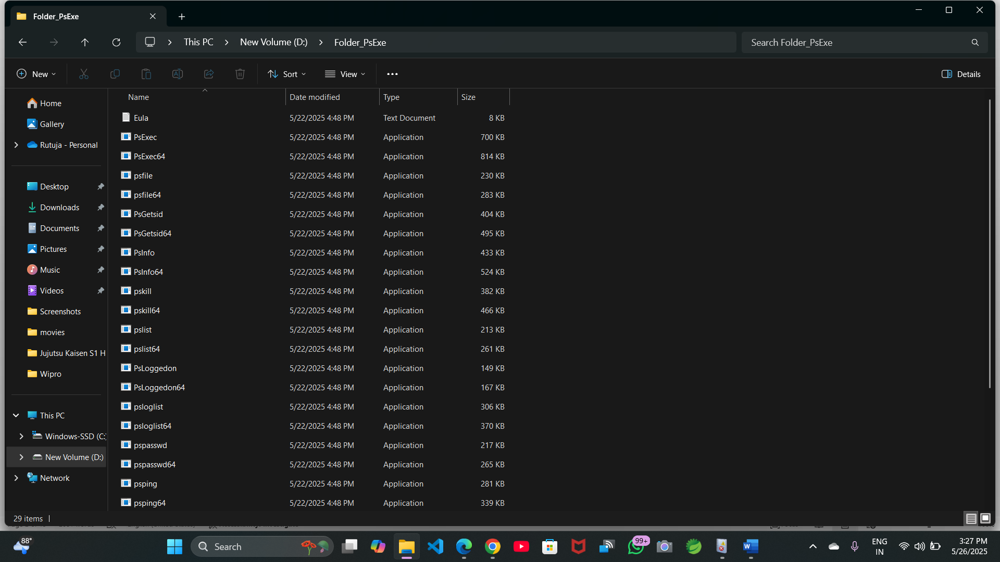 Folder_PsExe
This PC
New Volume (D:)
Folder_PsExe
Search Folder_PsExe
New
Sort
View
Details
Name Date modified Type Size
Home
Gallery
Rutuja - Personal
Desktop
Downloads
Documents
Pictures
Music
Videos
Screenshots
movies
Jujutsu Kaisen S1 H
Wipro
This PC
Windows-SSD (C:)
New Volume (D:)
Network
Eula 5/22/2025 4:48 PM Text Document 8 KB
PsExec 5/22/2025 4:48 PM Application 700 KB
PsExec64 5/22/2025 4:48 PM Application 814 KB
psfile 5/22/2025 4:48 PM Application 230 KB
psfile64 5/22/2025 4:48 PM Application 283 KB
PsGetsid 5/22/2025 4:48 PM Application 404 KB
PsGetsid64 5/22/2025 4:48 PM Application 495 KB
PsInfo 5/22/2025 4:48 PM Application 433 KB
PsInfo64 5/22/2025 4:48 PM Application 524 KB
pskill 5/22/2025 4:48 PM Application 382 KB
pskill64 5/22/2025 4:48 PM Application 466 KB
pslist 5/22/2025 4:48 PM Application 213 KB
pslist64 5/22/2025 4:48 PM Application 261 KB
PsLoggedon 5/22/2025 4:48 PM Application 149 KB
PsLoggedon64 5/22/2025 4:48 PM Application 167 KB
psloglist 5/22/2025 4:48 PM Application 306 KB
psloglist64 5/22/2025 4:48 PM Application 370 KB
pspasswd 5/22/2025 4:48 PM Application 217 KB
pspasswd64 5/22/2025 4:48 PM Application 265 KB
psping 5/22/2025 4:48 PM Application 281 KB
psping64 5/22/2025 4:48 PM Application 339 KB
29 items
88°
Search
99+
ENG
IN
3:27 PM
5/26/2025